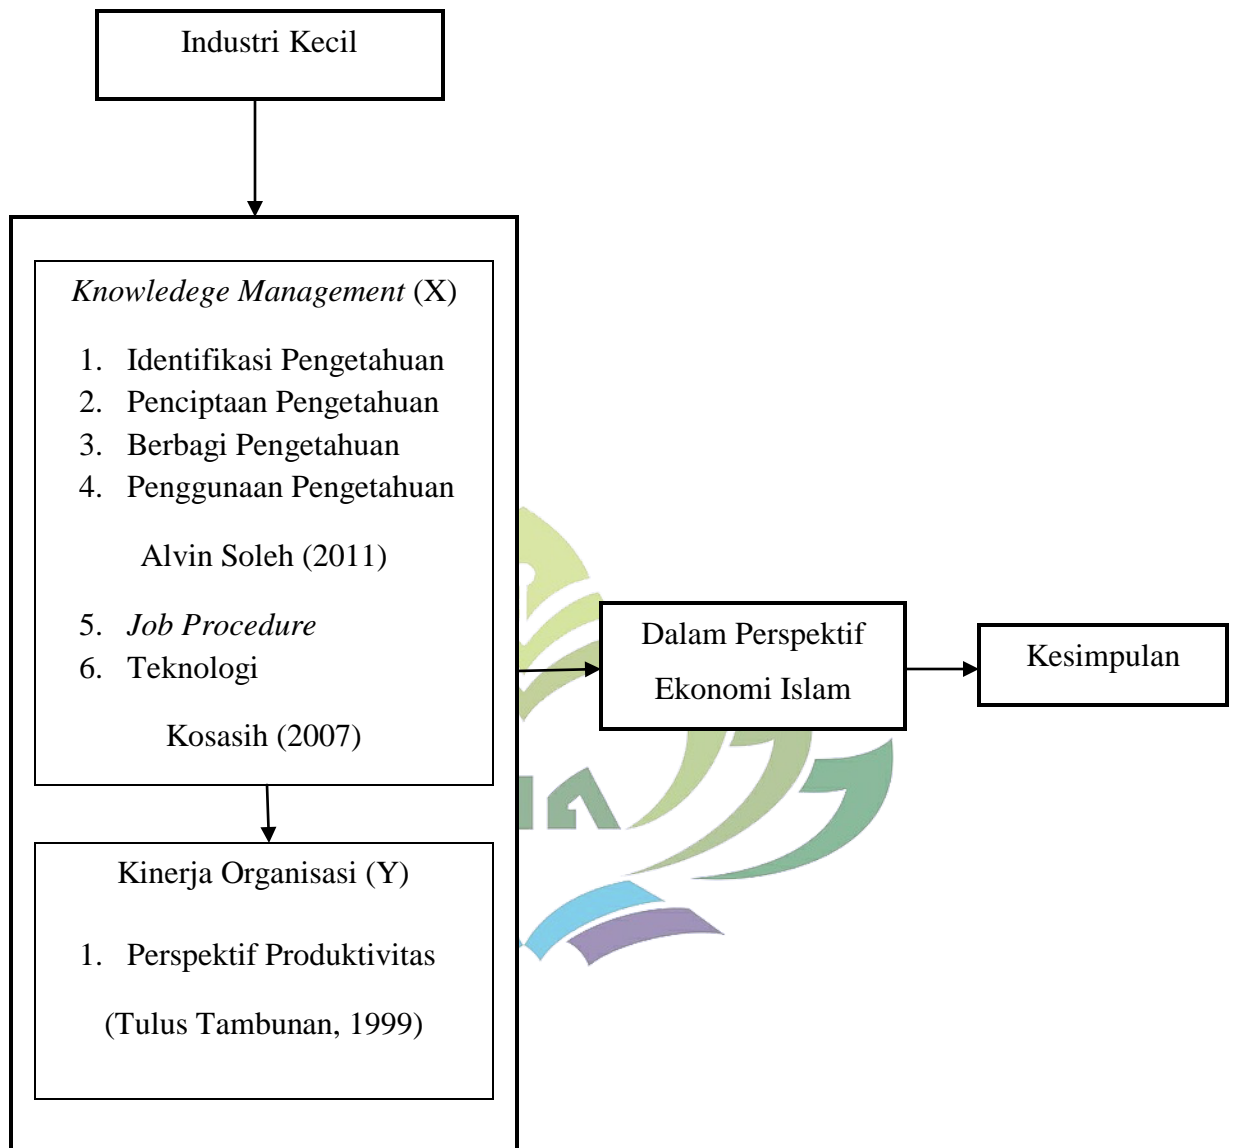 Industri Kecil
Knowledege Management (X)
1. Identifikasi Pengetahuan
2. Penciptaan Pengetahuan
3. Berbagi Pengetahuan
4. Penggunaan Pengetahuan
Alvin Soleh (2011)
5. Job Procedure
6. Teknologi
Kosasih (2007)
Kinerja Organisasi (Y)
1. Perspektif Produktivitas
(Tulus Tambunan, 1999)
Dalam Perspektif
Ekonomi Islam
Kesimpulan